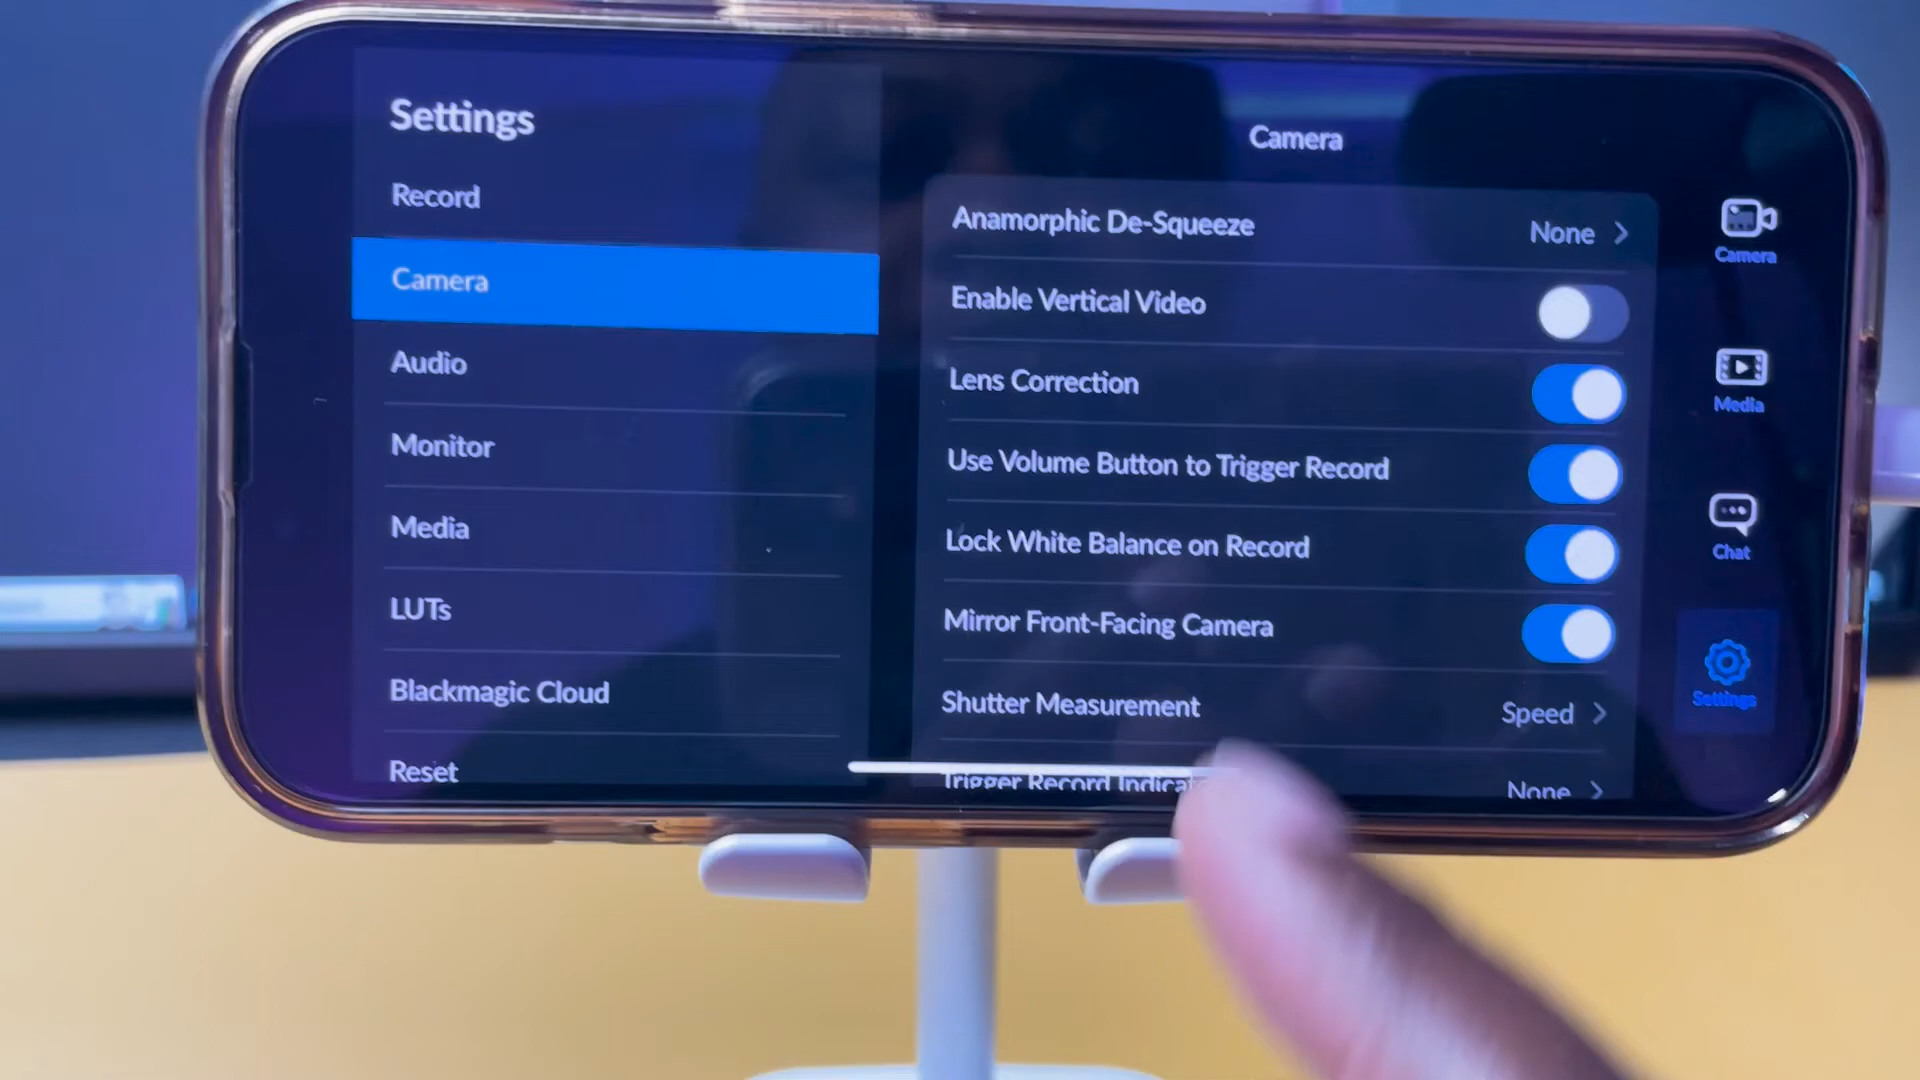 Settings
Record
Camera
Audio
Monitor
Media
LUTs
Blackmagic Cloud
Reset
Camera
Anamorphic De-Squeeze None
Enable Vertical Video
Lens Correction
Use Volume Button to Trigger Record
Lock White Balance on Record
Mirror Front-Facing Camera
Shutter Measurement Speed
Trigger Record None
Camera
Media
Chat
Settings